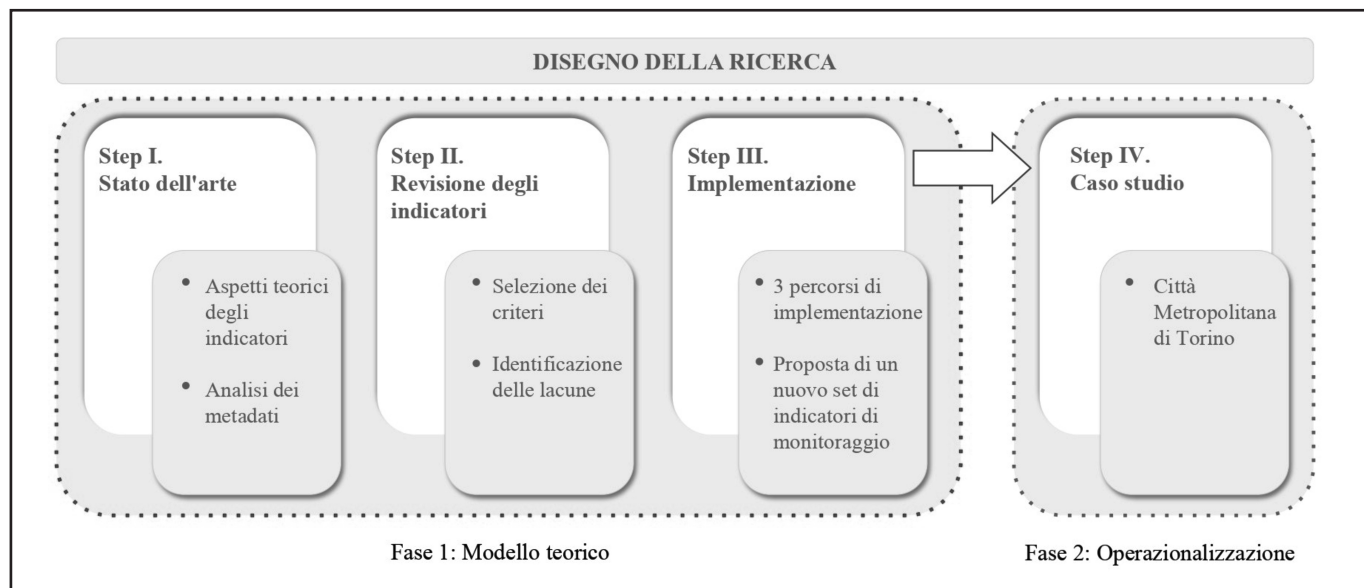 DISEGNO DELLA RICERCA
Step I.
Stato dell'arte
• Aspetti teorici
degli
indicatori
• Analisi dei
metadati
Step II.
Revisione degli
indicatori
• Selezione dei
criteri
• Identificazione
delle lacune
Step III.
Implementazione
• 3 percorsi di
implementazione
• Proposta di un
nuovo set di
indicatori di
monitoraggio
Step IV.
Caso studio
• Città
Metropolitana
di Torino
Fase 1: Modello teorico
Fase 2: Operazionalizzazione